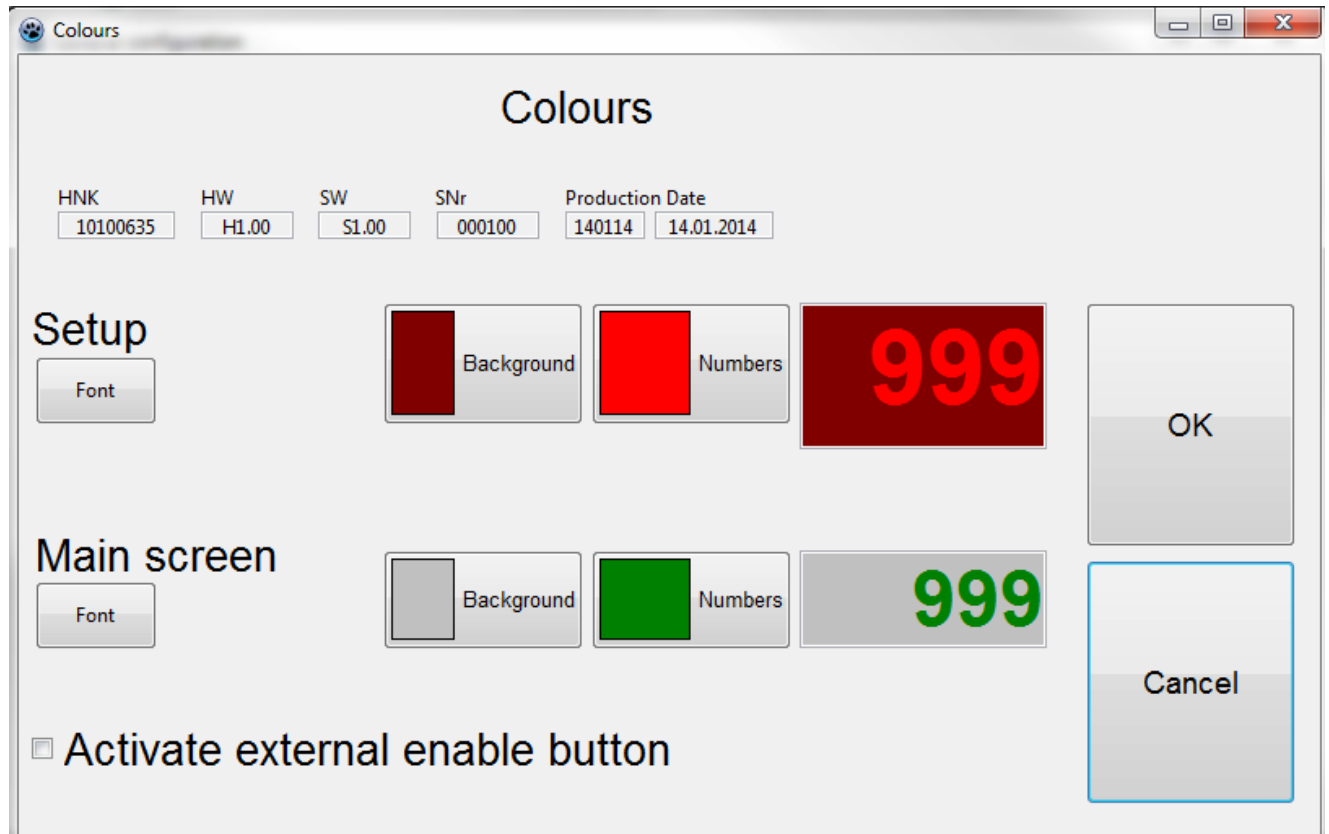 Colours
Colours
HNK HW SW SNr Production Date
10100635 H1.00 S1.00 000100 140114 14.01.2014
Setup
Font
Background
Numbers
999
OK
Main screen
Font
Background
Numbers
999
Cancel
Activate external enable button